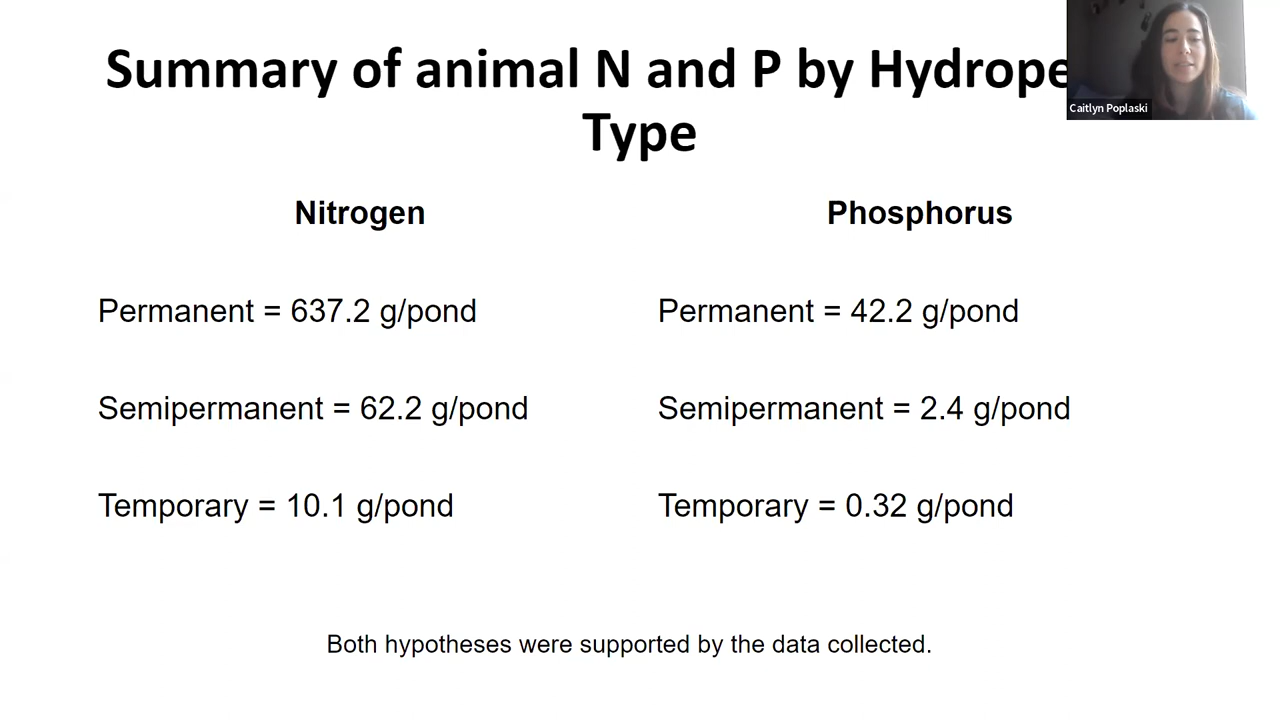 Summary of animal N and P by Hydrope
Type
Caitlyn Poplaski
Nitrogen
Phosphorus
Permanent = 637.2 g/pond
Permanent = 42.2 g/pond
Semipermanent = 62.2 g/pond
Semipermanent = 2.4 g/pond
Temporary = 10.1 g/pond
Temporary = 0.32 g/pond
Both hypotheses were supported by the data collected.